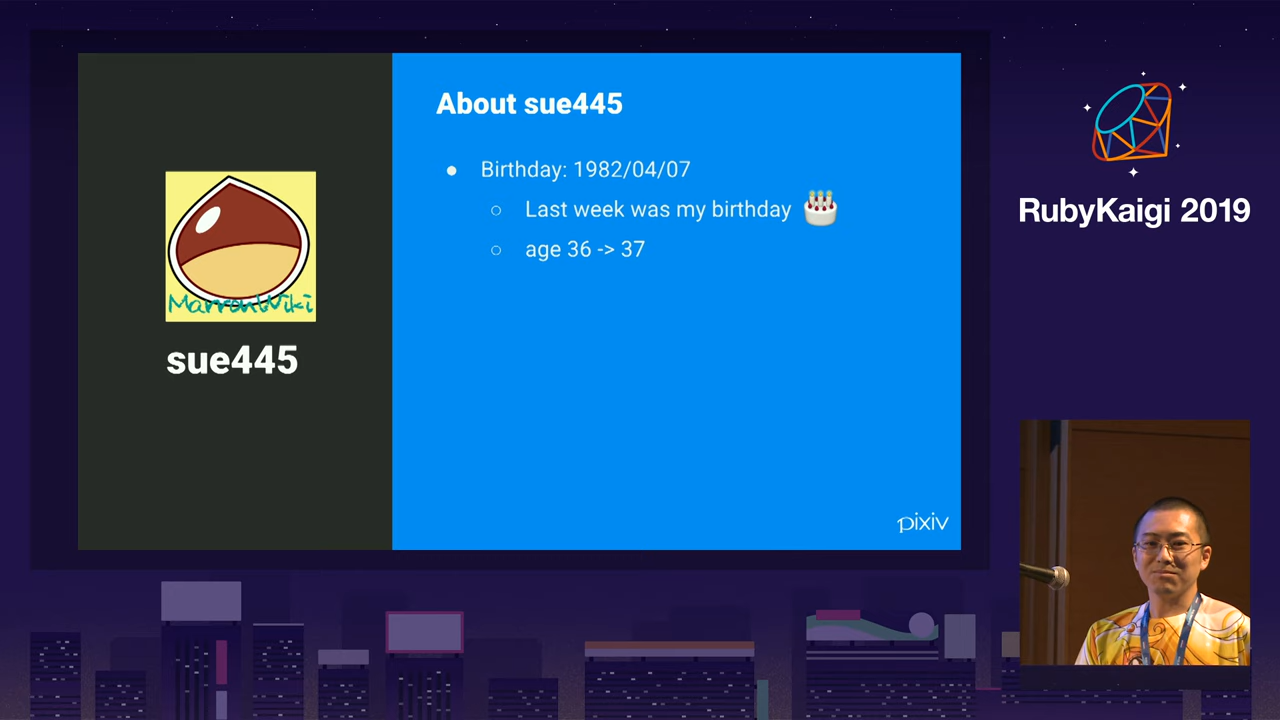 About sue445
Birthday: 1982/04/07
Last week was my birthday
age 36 -> 37
MarronWiki
sue445
pixiv
RubyKaigi 2019